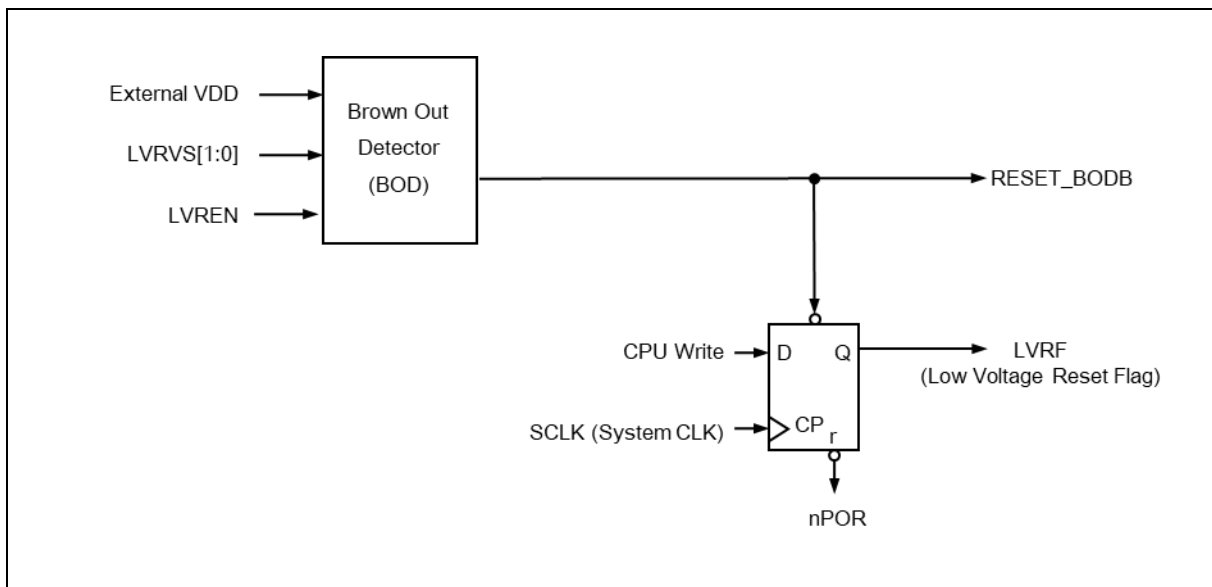 External VDD
LVRVS[1:0]
LVREN
Brown Out
Detector
(BOD)
RESET_BODB
CPU Write
D
Q
LVRF
(Low Voltage Reset Flag)
SCLK (System CLK)
CP
r
nPOR